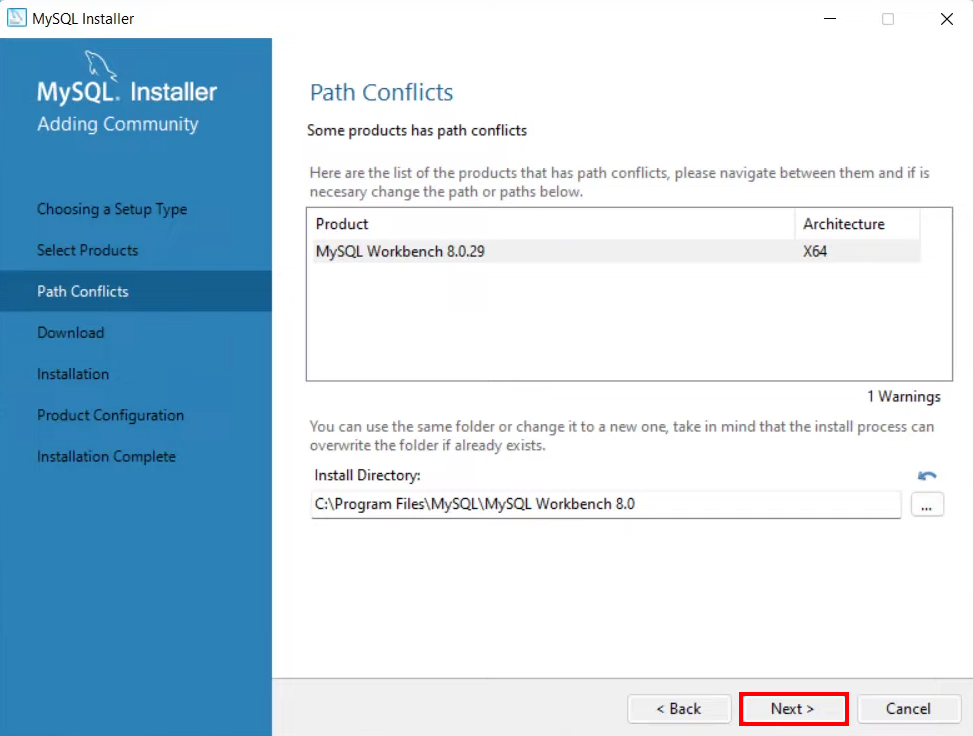 MySQL Installer
MySQL. Installer
Adding Community
Choosing a Setup Type
Select Products
Path Conflicts
Download
Installation
Product Configuration
Installation Complete
Path Conflicts
Some products has path conflicts
Here are the list of the products that has path conflicts, please navigate between them and if is
necesary change the path or paths below.
Product Architecture
MySQL Workbench 8.0.29 X64
1 Warnings
You can use the same folder or change it to a new one, take in mind that the install process can
overwrite the folder if already exists.
Install Directory:
C:\Program Files\MySQL\MySQL Workbench 8.0 ...
< Back Next > Cancel